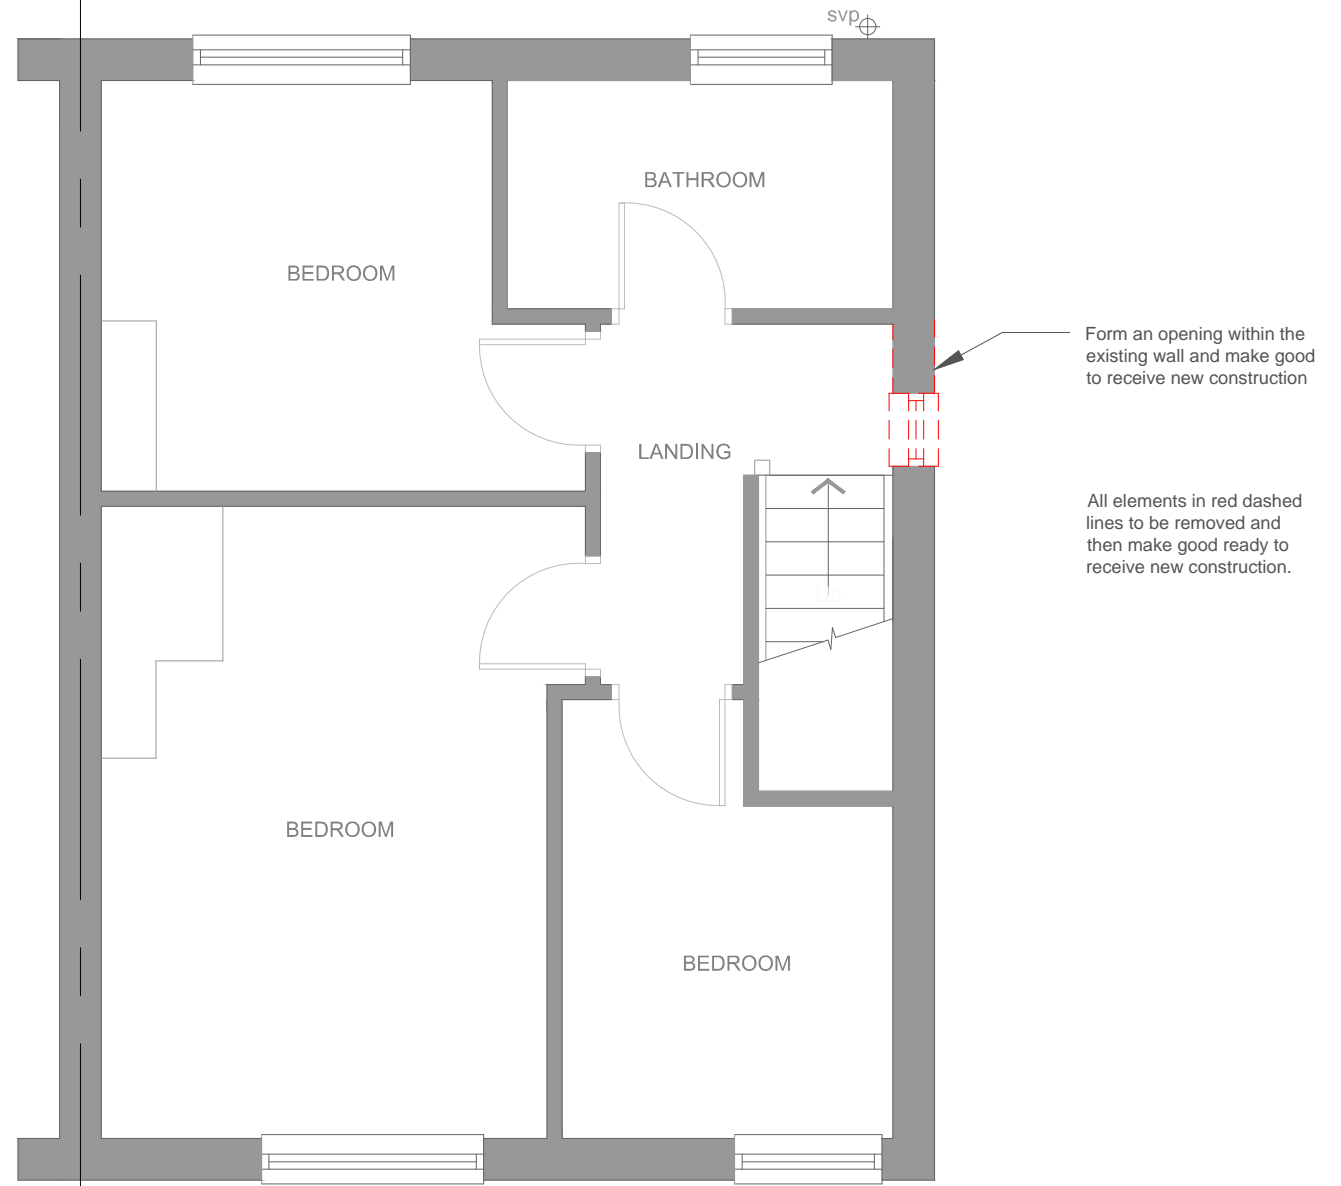 svp
BATHROOM
BEDROOM
Form an opening within the
existing wall and make good
to receive new construction
LANDING
All elements in red dashed
lines to be removed and
then make good ready to
receive new construction.
Up
BEDROOM
BEDROOM